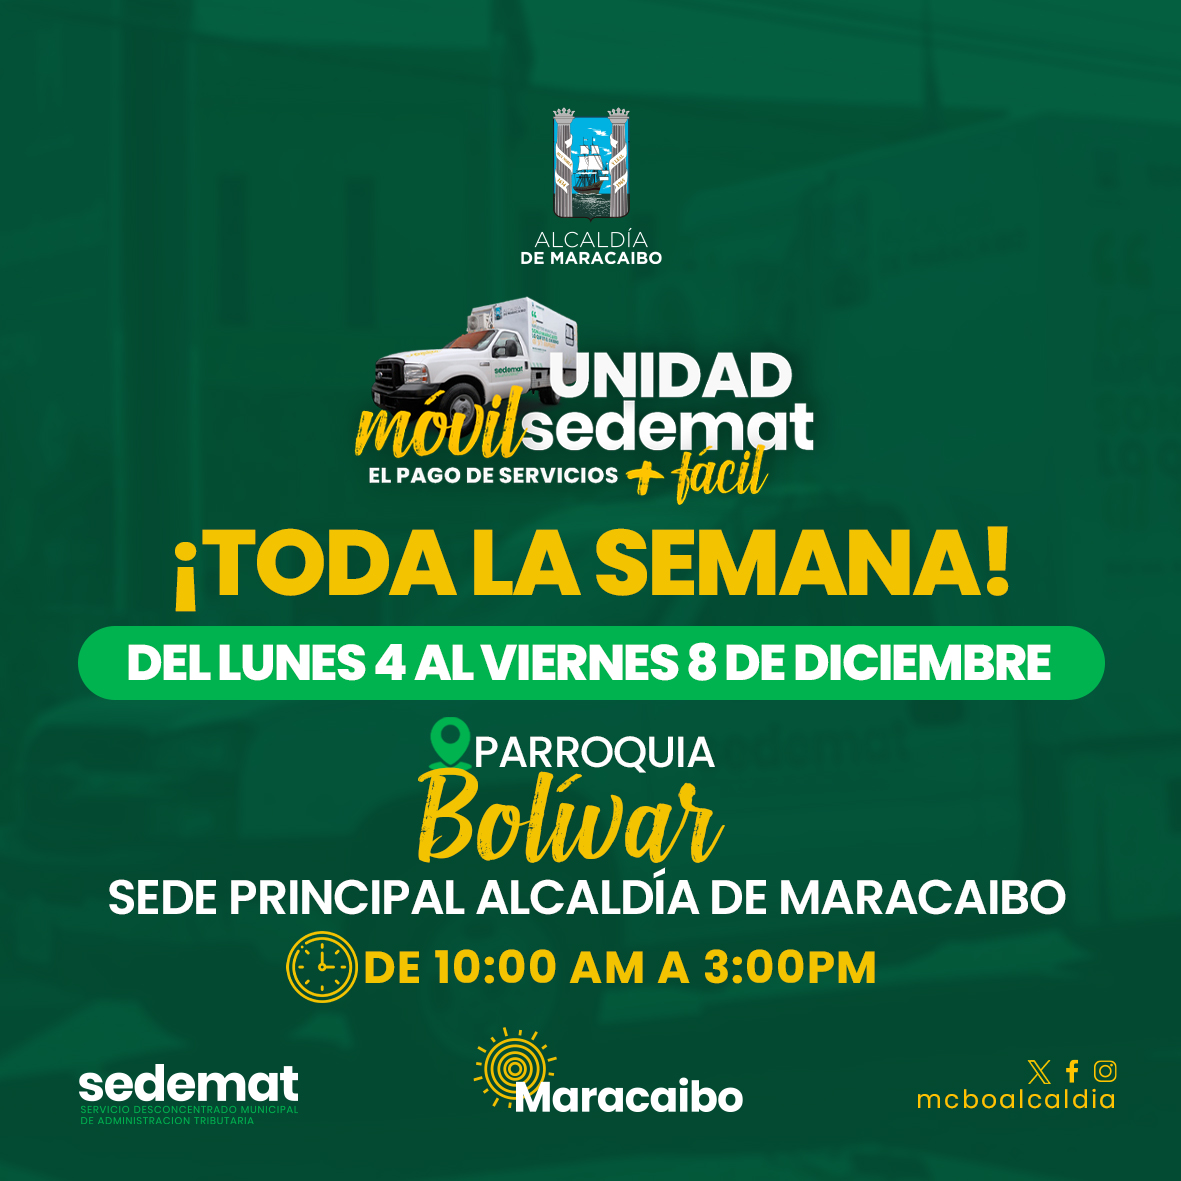 ALCALDÍA
DE MARACAIBO
sedemat
UNIDAD
móvil sedemat
EL PAGO DE SERVICIOS + fácil
¡TODA LA SEMANA!
DEL LUNES 4 AL VIERNES 8 DE DICIEMBRE
PARROQUIA
Bolívar
SEDE PRINCIPAL ALCALDÍA DE MARACAIBO
DE 10:00 AM A 3:00PM
sedemat
SERVICIO DESCONCENTRADO MUNICIPAL
DE ADMINISTRACION TRIBUTARIA
Maracaibo
mcboalcaldia